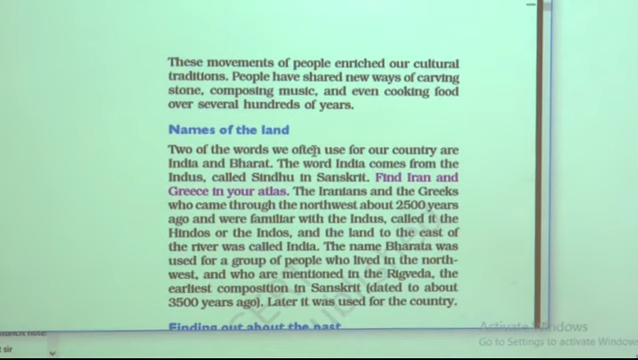 These movements of people enriched our cultural
traditions. People have shared new ways of carving
stone, composing music, and even cooking food
over several hundreds of years.
Names of the land
Two of the words we often use for our country are
India and Bharat. The word India comes from the
Indus, called Sindhu in Sanskrit. Find Iran and
Greece in your atlas. The Iranians and the Greeks
who came through the northwest about 2500 years
ago and were familiar with the Indus, called it the
Hindos or the Indos, and the land to the east of
the river was called India. The name Bharata was
used for a group of people who lived in the north-
west, and who are mentioned in the Rigveda, the
earliest composition in Sanskrit (dated to about
3500 years ago). Later it was used for the country.
Finding out about the past
Activate Windows
Go to Settings to activate Window
sir